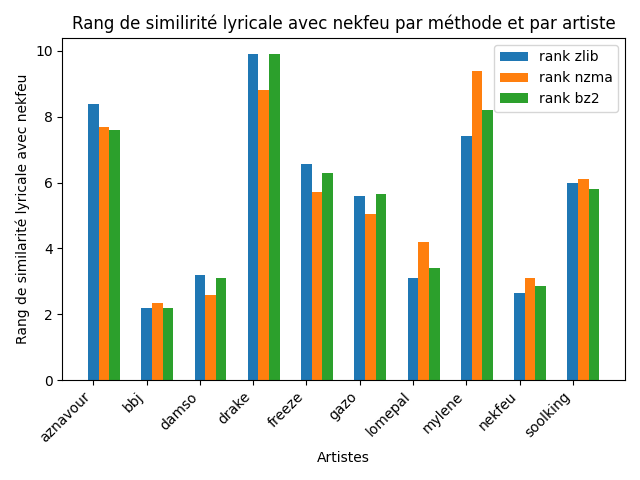 Rang de similirité lyricale avec nekfeu par méthode et par artiste
rank zlib
rank nzma
rank bz2
Rang de similarité lyricale avec nekfeu
10
8
6
4
2
0
aznavour
bbj
damso
drake
freeze
gazo
lomepal
mylene
nekfeu
soolking
Artistes